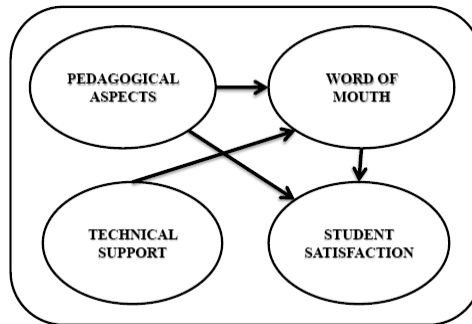 PEDAGOGICAL
ASPECTS
WORD OF
MOUTH
TECHNICAL
SUPPORT
STUDENT
SATISFACTION